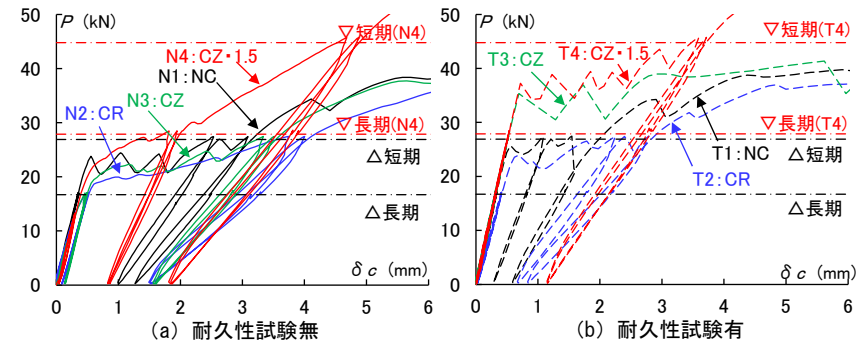 P (kN)
50
40
30
20
10
0
0 1 2 3 4 5 6
δc (mm)
▽短期(N4)
N4:CZ・1.5
N1:NC
N3:CZ
N2:CR
▽長期(N4)
△短期
△長期
(a) 耐久性試験無
P (kN)
50
40
30
20
10
0
0 1 2 3 4 5 6
δc (mm)
▽短期(T4)
T4:CZ・1.5
T3:CZ
▽長期(T4)
△短期
T1:NC
T2:CR
△長期
(b) 耐久性試験有